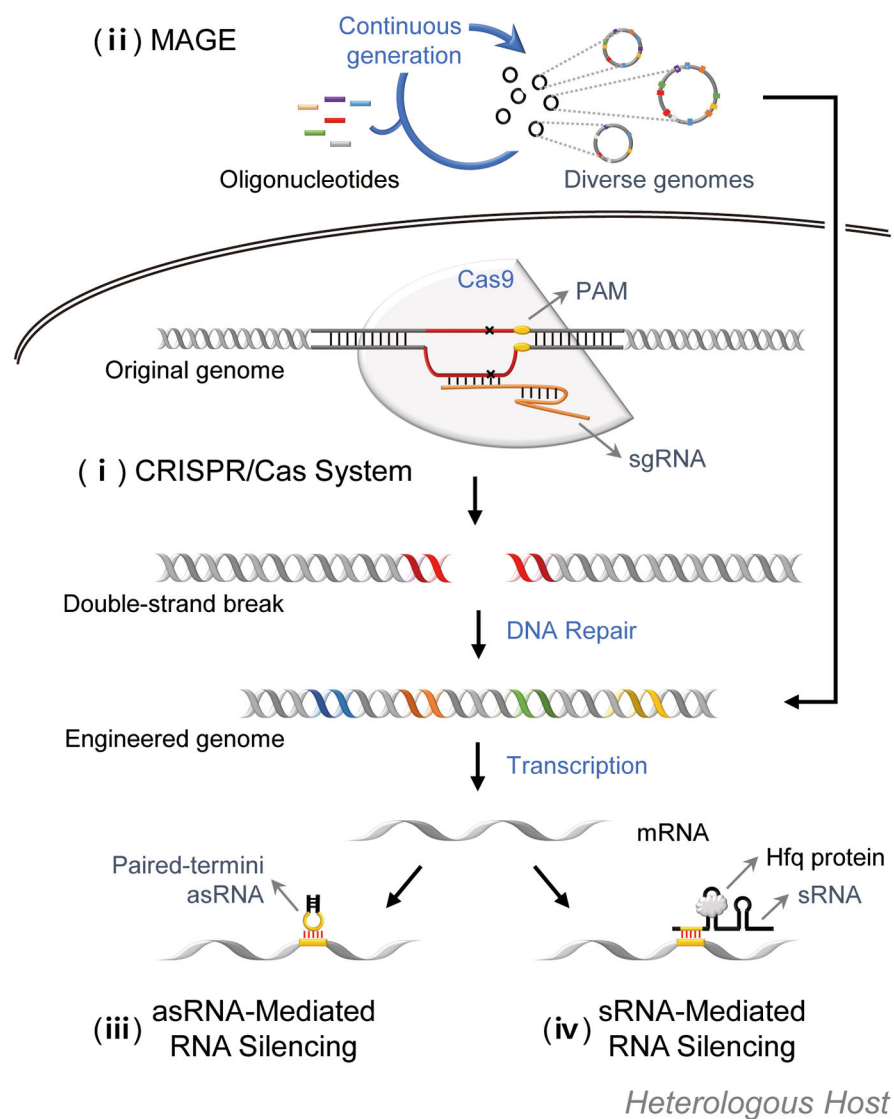 (ii) MAGE
Continuous
generation
Oligonucleotides
Diverse genomes
Cas9
PAM
Original genome
sgRNA
(i) CRISPR/Cas System
Double-strand break
DNA Repair
Engineered genome
Transcription
mRNA
Paired-termini
asRNA
Hfq protein
sRNA
(iii) asRNA-Mediated
RNA Silencing
(iv) sRNA-Mediated
RNA Silencing
Heterologous Host